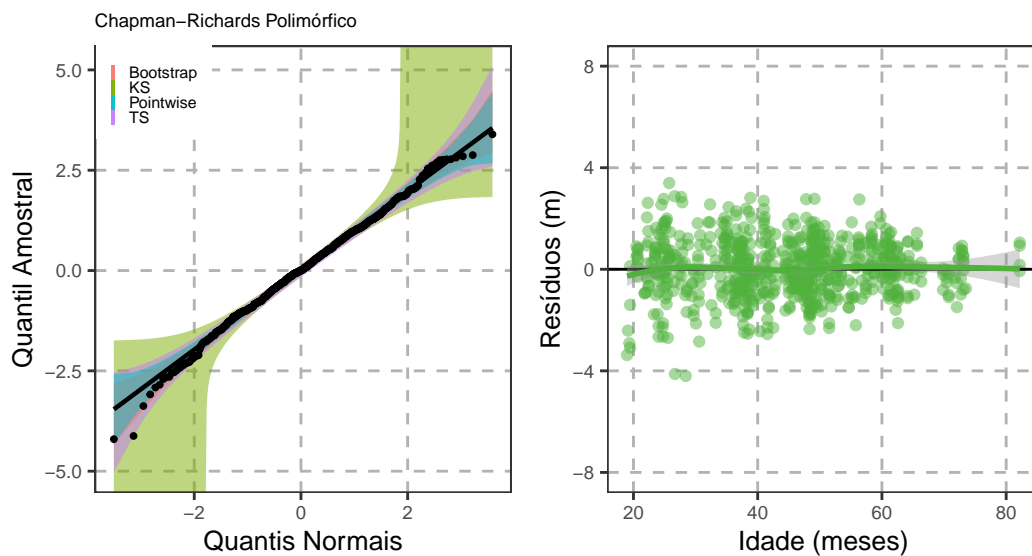 Chapman−Richards Polimórfico
Bootstrap
KS
Pointwise
TS
5.0
2.5
0.0
−2.5
−5.0
−2
0
2
Quantis Normais
Quantil Amostral
8
4
0
−4
−8
20
40
60
80
Idade (meses)
Resíduos (m)